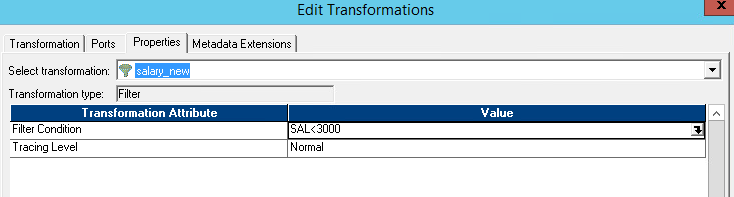 Edit Transformations
x
Transformation Ports Properties Metadata Extensions
Select transformation: salary_new
Transformation type: Filter
Transformation Attribute Value
Filter Condition SAL<3000
Tracing Level Normal